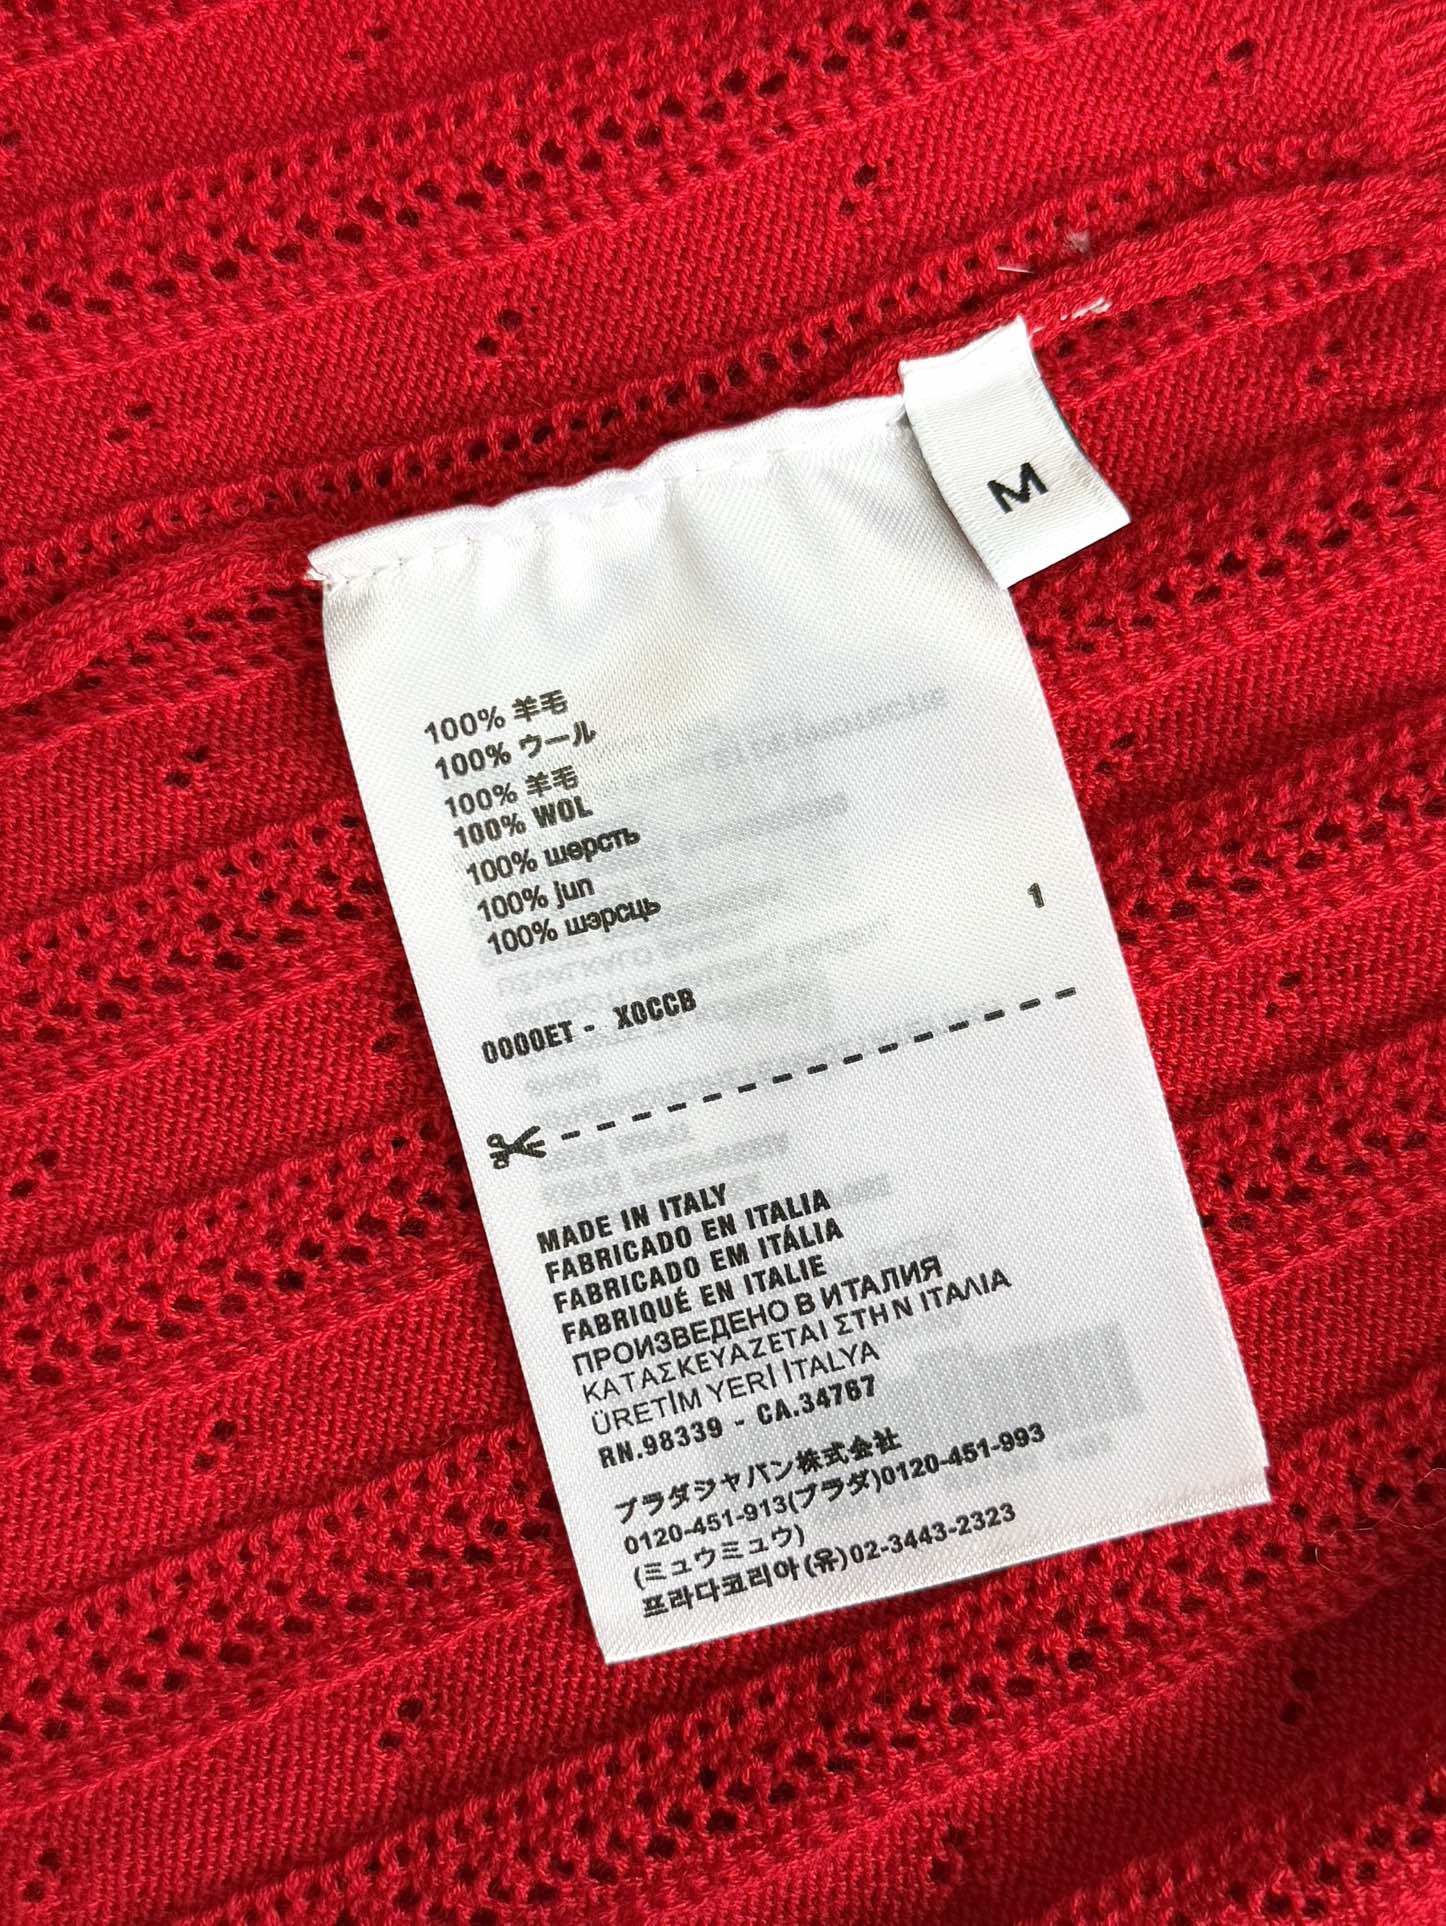 M
100% 羊毛
100% ウール
100% 羊毛
100% WOL
100% шерсть
100% jun
100% шэрсць
1
0000ET - X0CCB
MADE IN ITALY
FABRICADO EN ITALIA
FABRICADO EM ITÁLIA
FABRIQUÉ EN ITALIE
ПРОИЗВЕДЕНО В ИТАЛИЯ
ΚΑΤΑΣΚΕΥΑΖΕΤΑΙ ΣΤΗΝ ΙΤΑΛΙΑ
ÜRETİM YERİ İTALYA
RN.98339 - CA.34767
プラダジャパン株式会社
0120-451-913(プラダ)0120-451-993
(ミュウミュウ)
프라다코리아(유)02-3443-2323